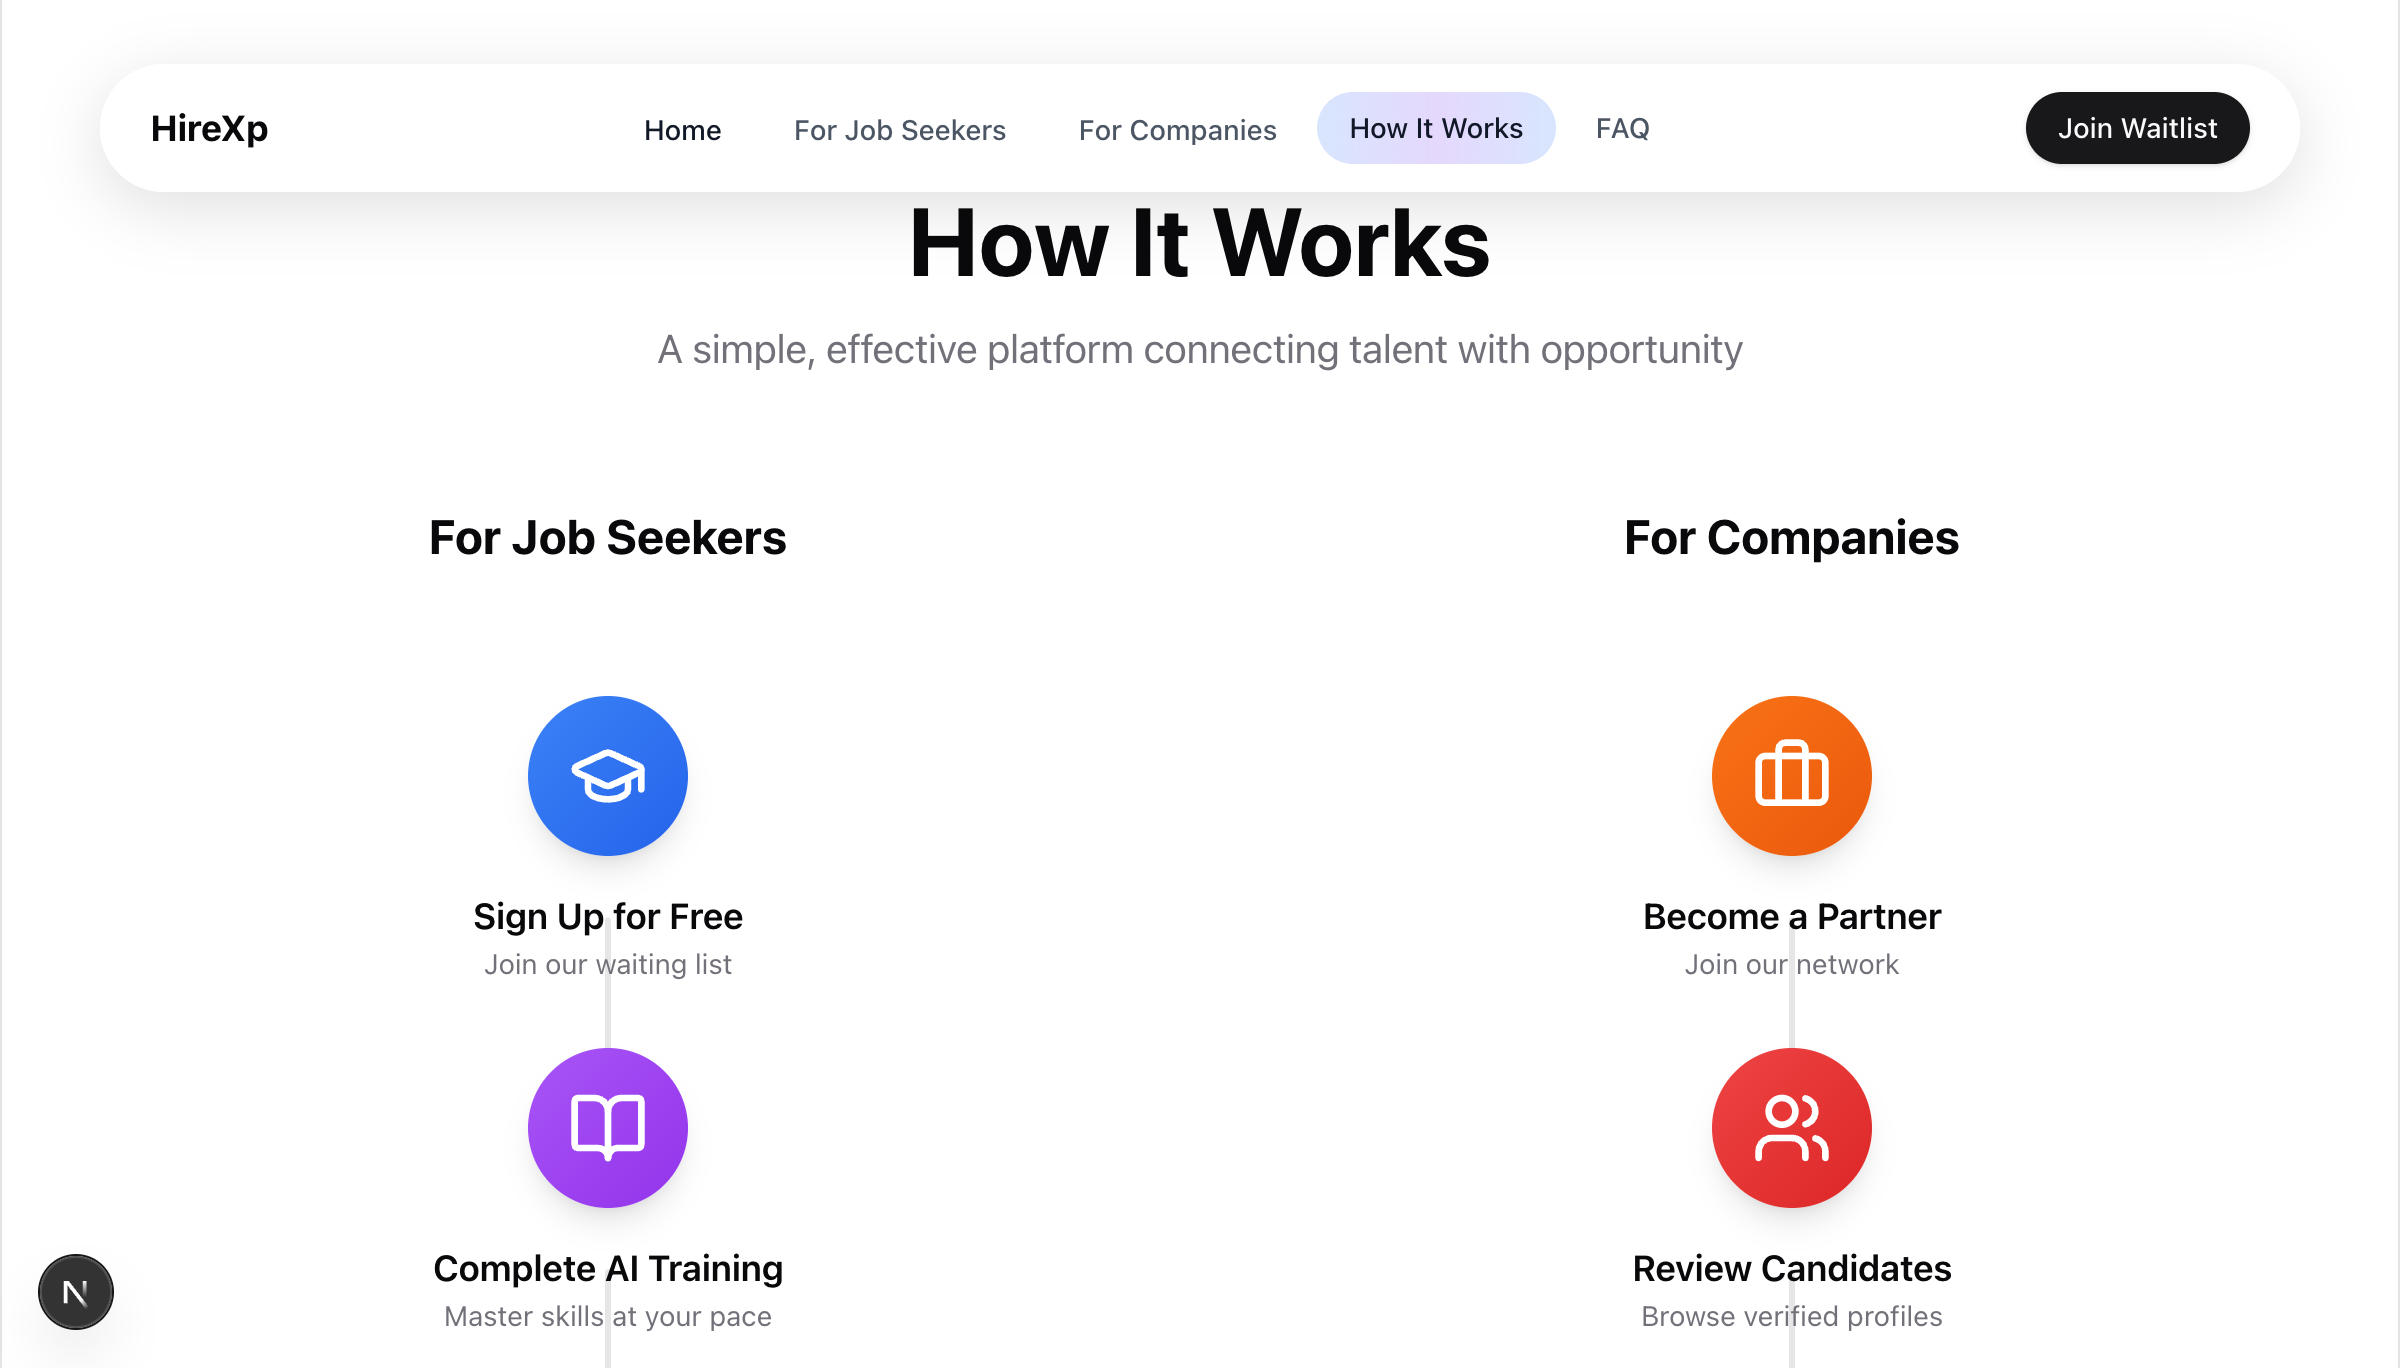 HireXp
Home
For Job Seekers
For Companies
How It Works
FAQ
Join Waitlist
How It Works
A simple, effective platform connecting talent with opportunity
For Job Seekers
Sign Up for Free
Join our waiting list
Complete AI Training
Master skills at your pace
For Companies
Become a Partner
Join our network
Review Candidates
Browse verified profiles
N